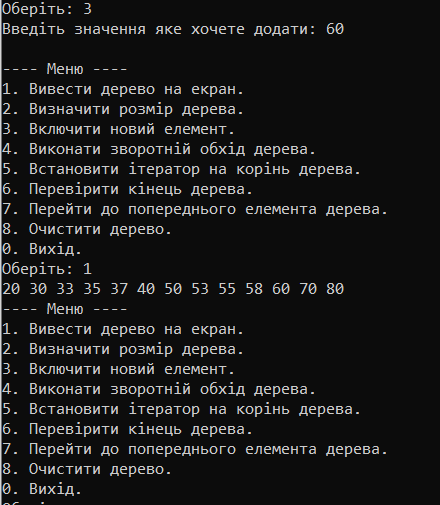 Оберіть: 3
Введіть значення яке хочете додати: 60
---- Меню ----
1. Вивести дерево на екран.
2. Визначити розмір дерева.
3. Включити новий елемент.
4. Виконати зворотній обхід дерева.
5. Встановити ітератор на корінь дерева.
6. Перевірити кінець дерева.
7. Перейти до попереднього елемента дерева.
8. Очистити дерево.
0. Вихід.
Оберіть: 1
20 30 33 35 37 40 50 53 55 58 60 70 80
---- Меню ----
1. Вивести дерево на екран.
2. Визначити розмір дерева.
3. Включити новий елемент.
4. Виконати зворотній обхід дерева.
5. Встановити ітератор на корінь дерева.
6. Перевірити кінець дерева.
7. Перейти до попереднього елемента дерева.
8. Очистити дерево.
0. Вихід.